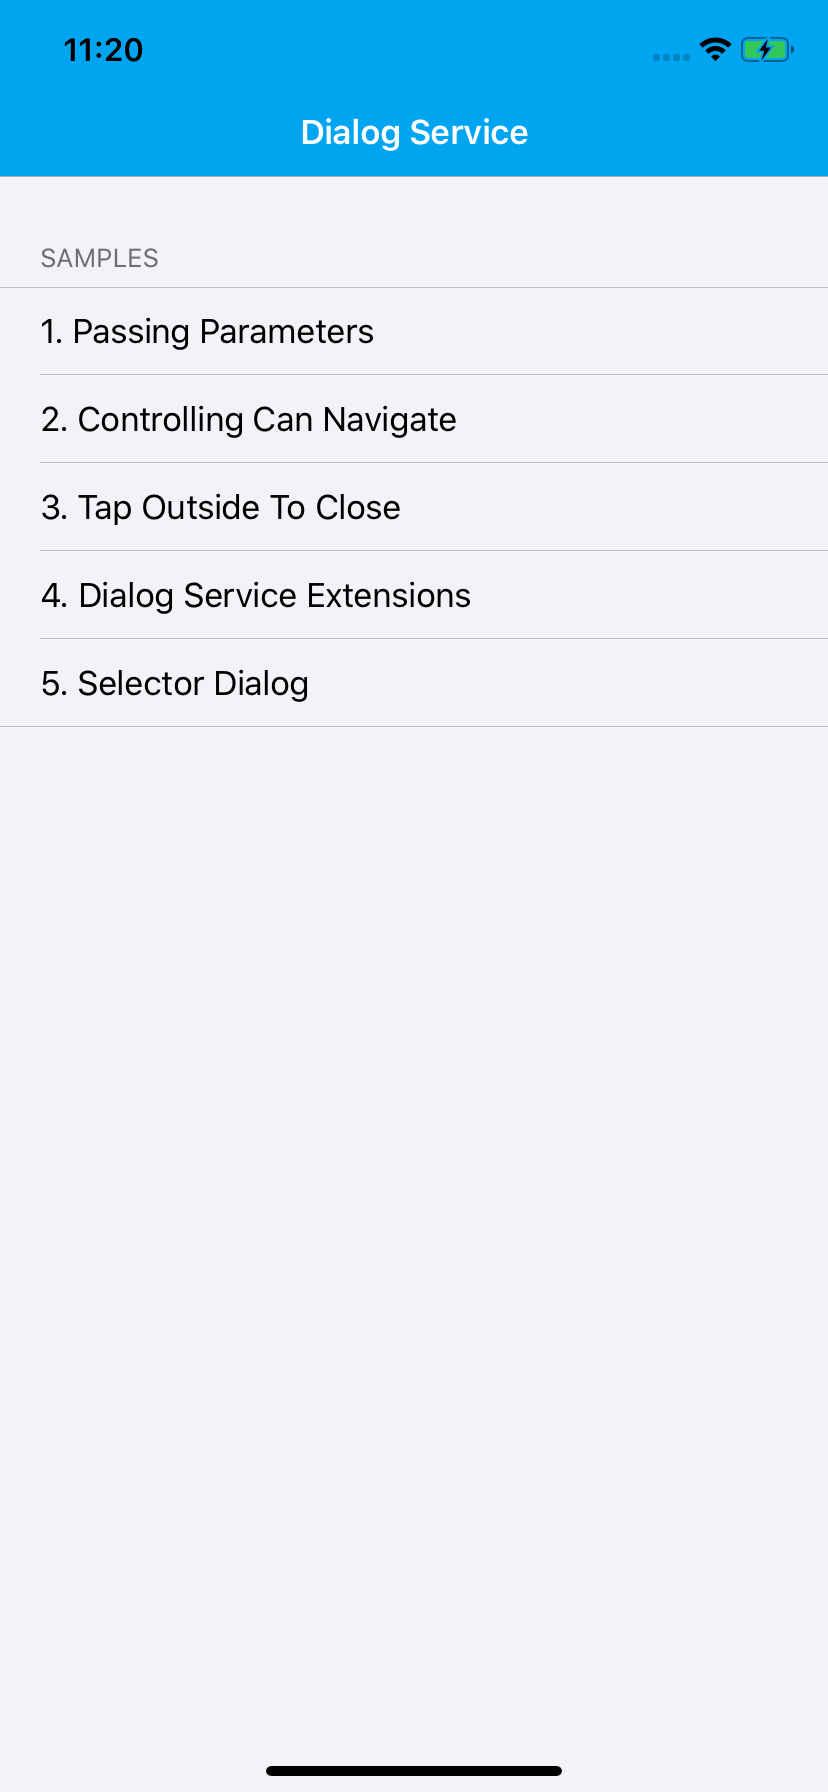 11:20
Dialog Service
SAMPLES
1. Passing Parameters
2. Controlling Can Navigate
3. Tap Outside To Close
4. Dialog Service Extensions
5. Selector Dialog